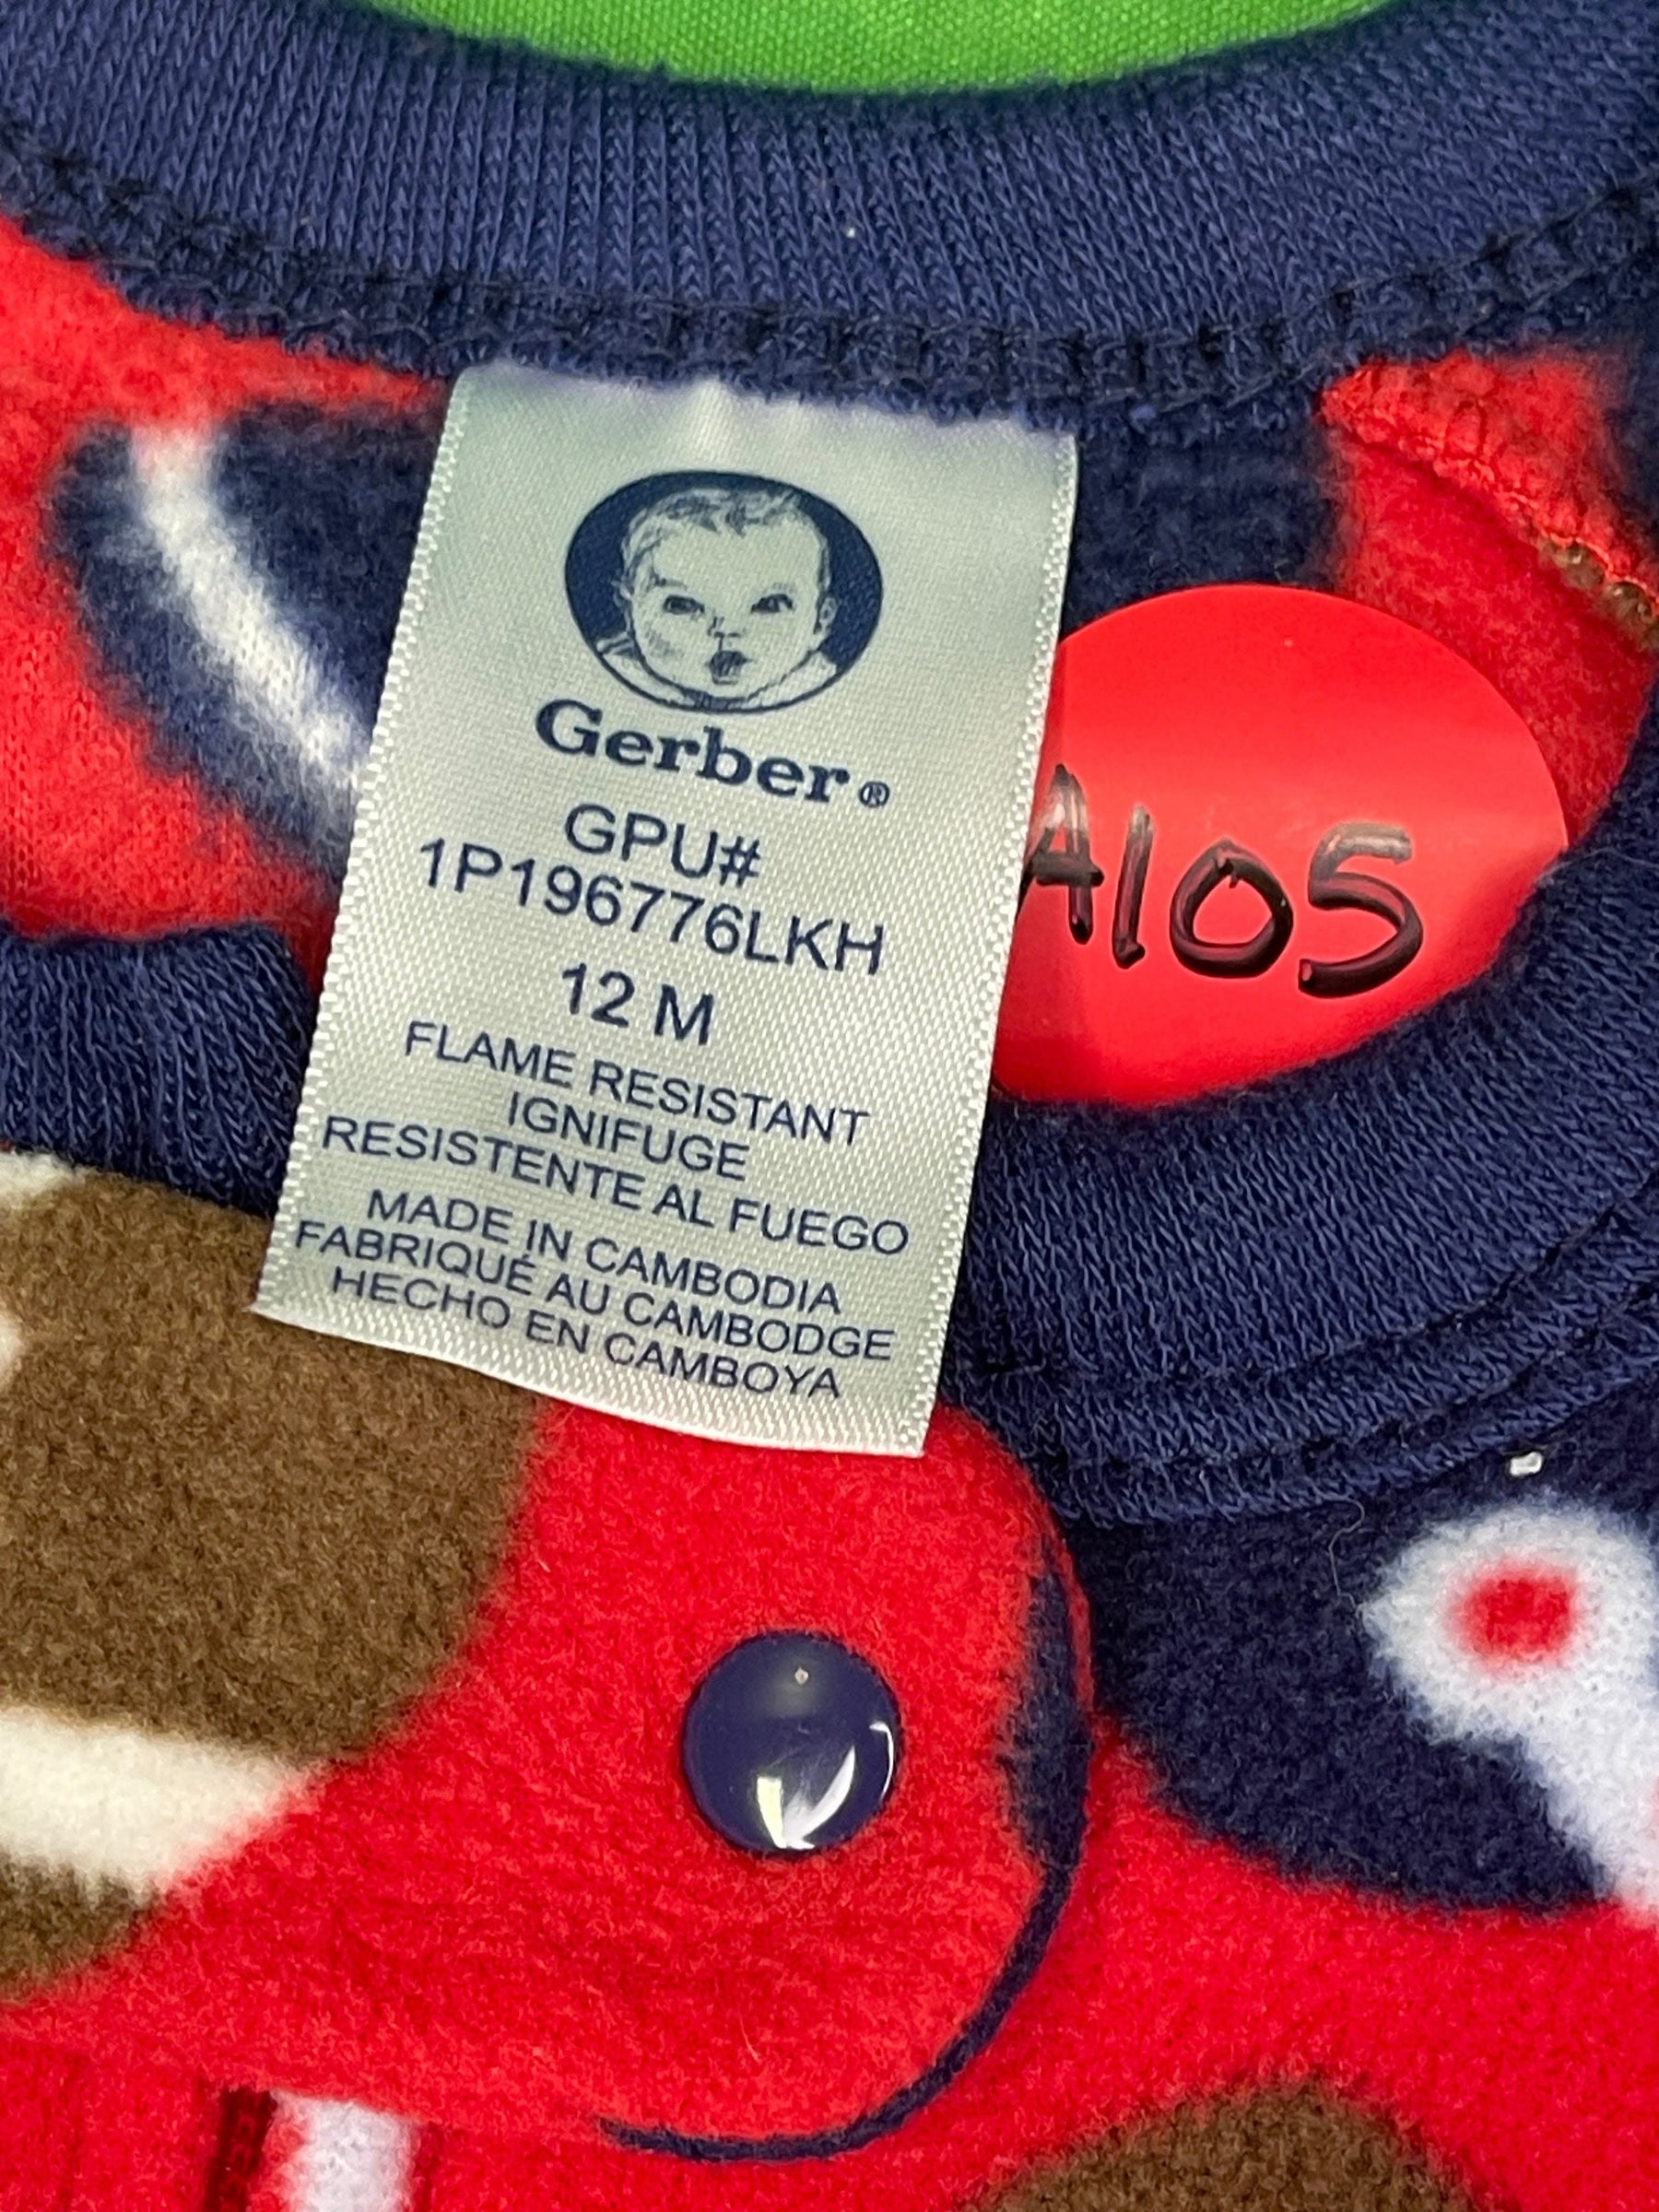 Gerber®
GPU#
1P196776LKH
12 M
FLAME RESISTANT
IGNIFUGE
RESISTENTE AL FUEGO
MADE IN CAMBODIA
FABRIQUÉ AU CAMBODGE
HECHO EN CAMBOYA
A105